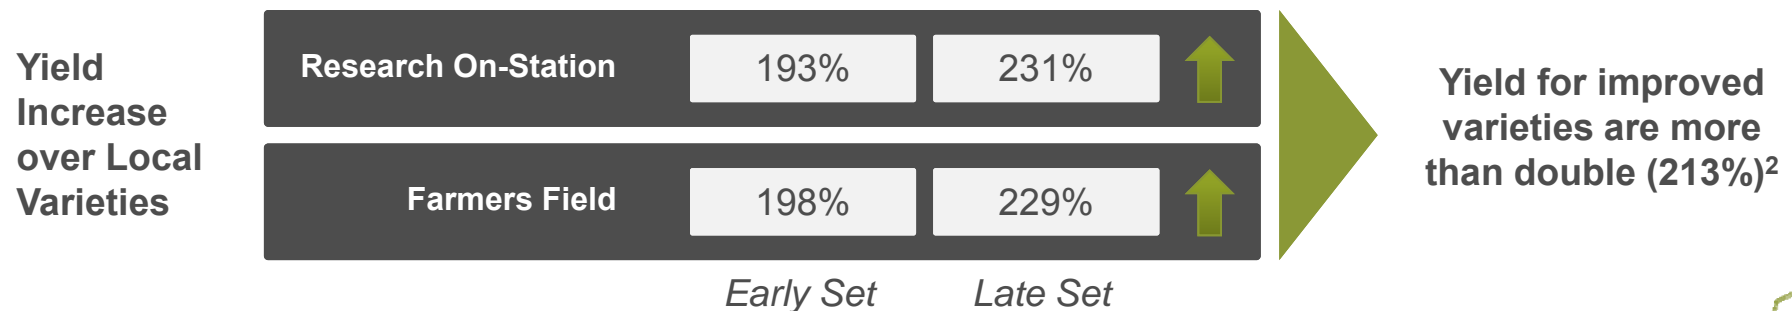 Yield
Increase
over Local
Varieties
Research On-Station 193% 231%
Farmers Field 198% 229%
Early Set Late Set
Yield for improved
varieties are more
than double (213%)²